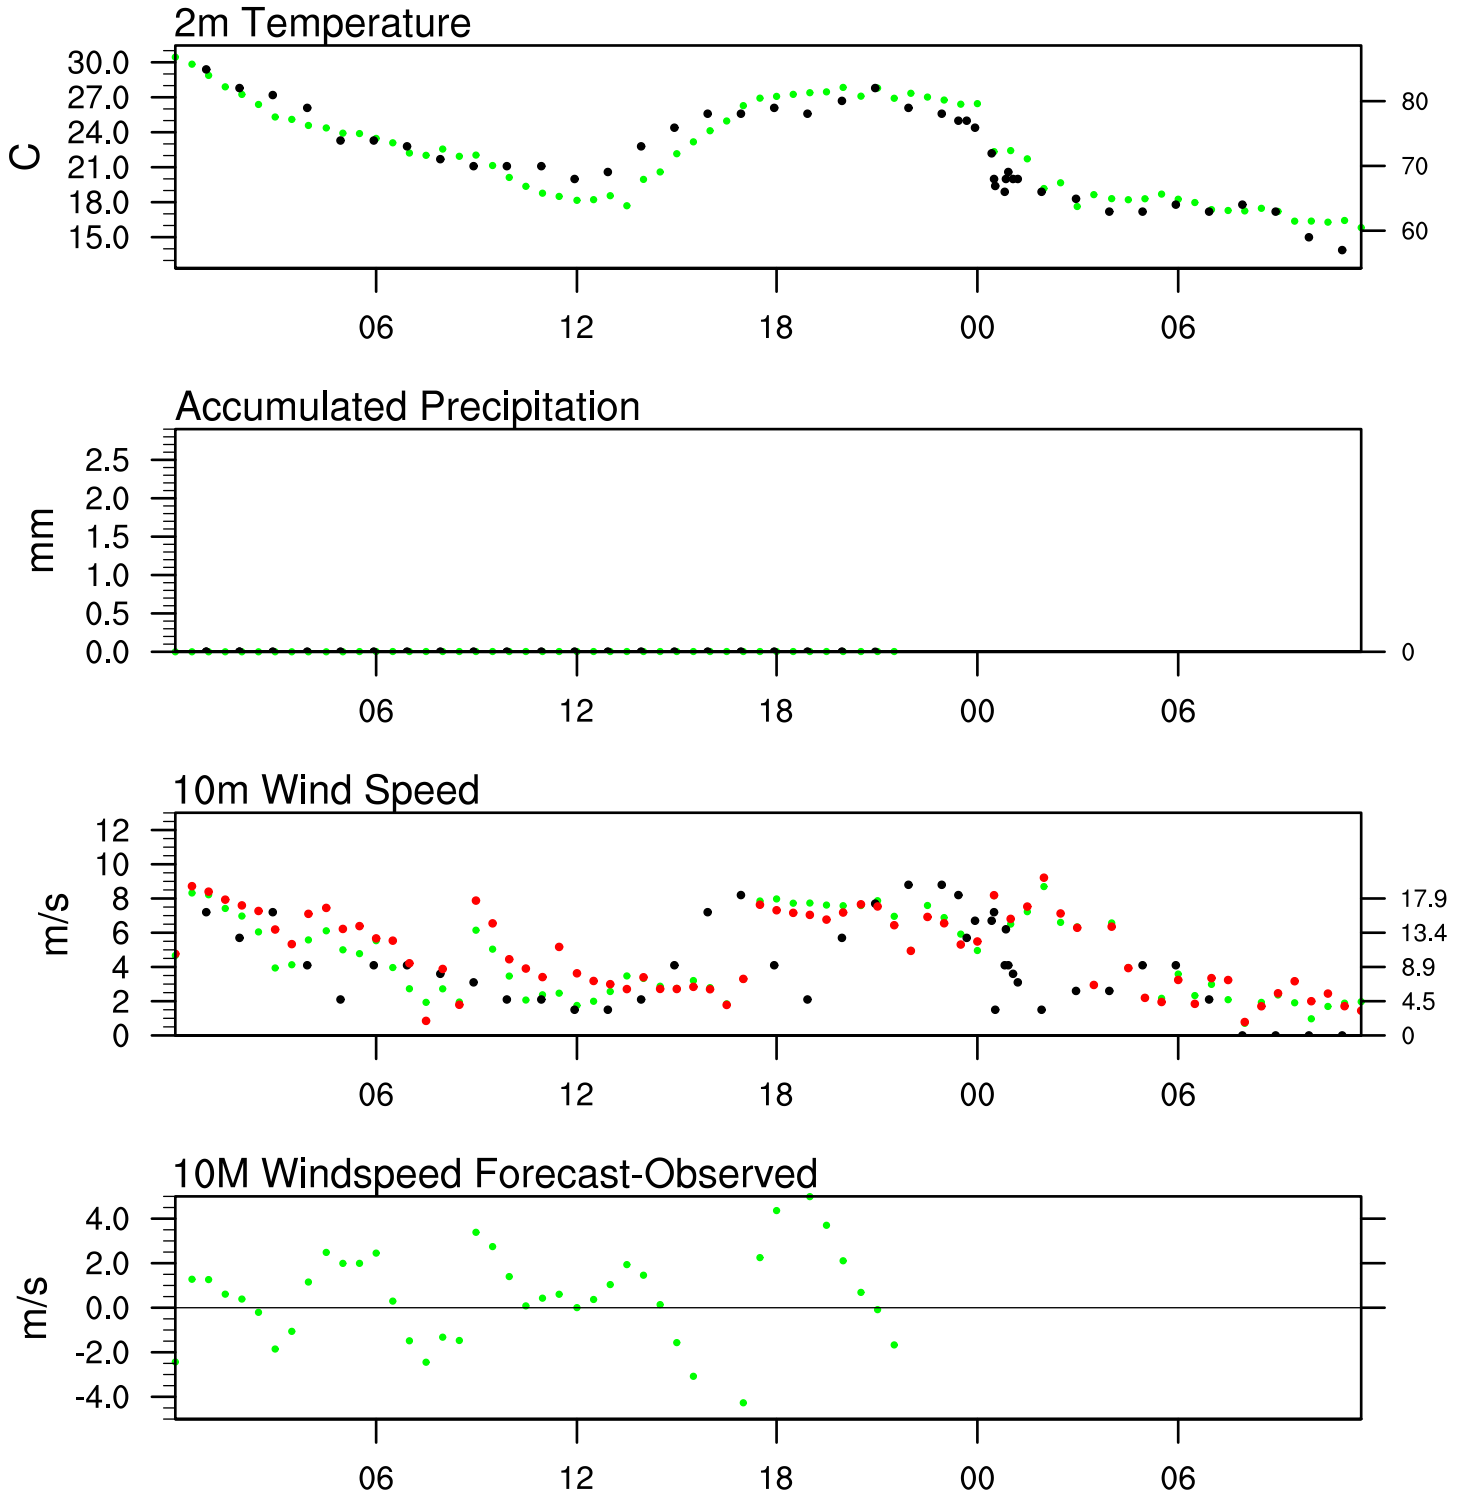 2m Temperature
30.0
27.0
24.0
21.0
18.0
15.0
C
80
70
60
06 12 18 00 06
Accumulated Precipitation
2.5
2.0
1.5
1.0
0.5
0.0
mm
0
06 12 18 00 06
10m Wind Speed
12
10
8
6
4
2
0
m/s
17.9
13.4
8.9
4.5
0
06 12 18 00 06
10M Windspeed Forecast-Observed
4.0
2.0
0.0
-2.0
-4.0
m/s
06 12 18 00 06